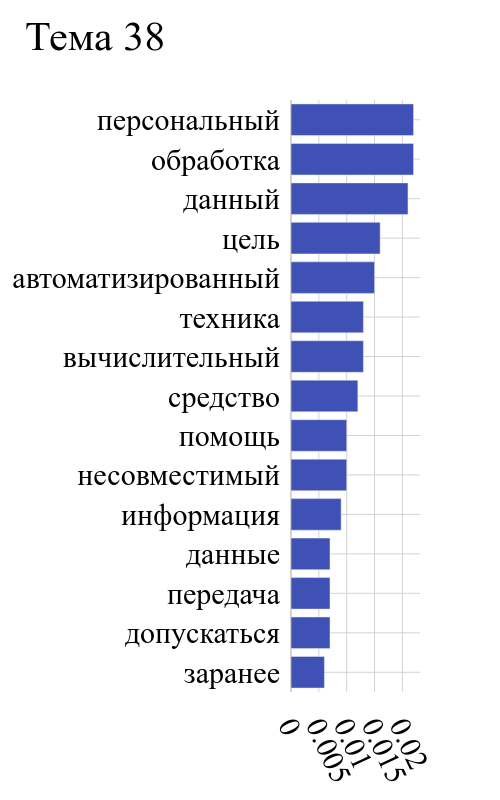 Тема 38
персональный
обработка
данный
цель
автоматизированный
техника
вычислительный
средство
помощь
несовместимый
информация
данные
передача
допускаться
заранее
0
0.005
0.01
0.015
0.02